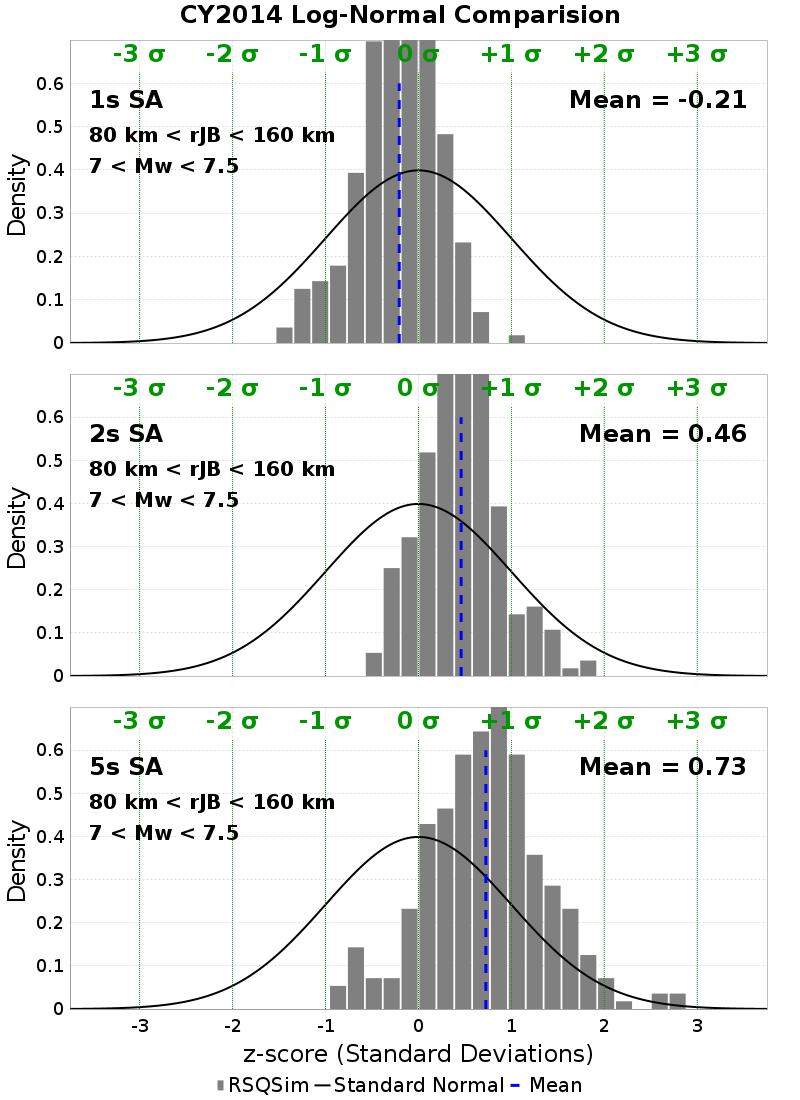 CY2014 Log-Normal Comparision
-3 σ -2 σ -1 σ 0 σ +1 σ +2 σ +3 σ
1s SA
Mean = -0.21
80 km < rJB < 160 km
7 < Mw < 7.5
Density
0.6
0.5
0.4
0.3
0.2
0.1
0
-3 σ -2 σ -1 σ 0 σ +1 σ +2 σ +3 σ
2s SA
Mean = 0.46
80 km < rJB < 160 km
7 < Mw < 7.5
Density
0.6
0.5
0.4
0.3
0.2
0.1
0
-3 σ -2 σ -1 σ 0 σ +1 σ +2 σ +3 σ
5s SA
Mean = 0.73
80 km < rJB < 160 km
7 < Mw < 7.5
Density
0.6
0.5
0.4
0.3
0.2
0.1
0
-3 -2 -1 0 1 2 3
z-score (Standard Deviations)
RSQSim Standard Normal Mean